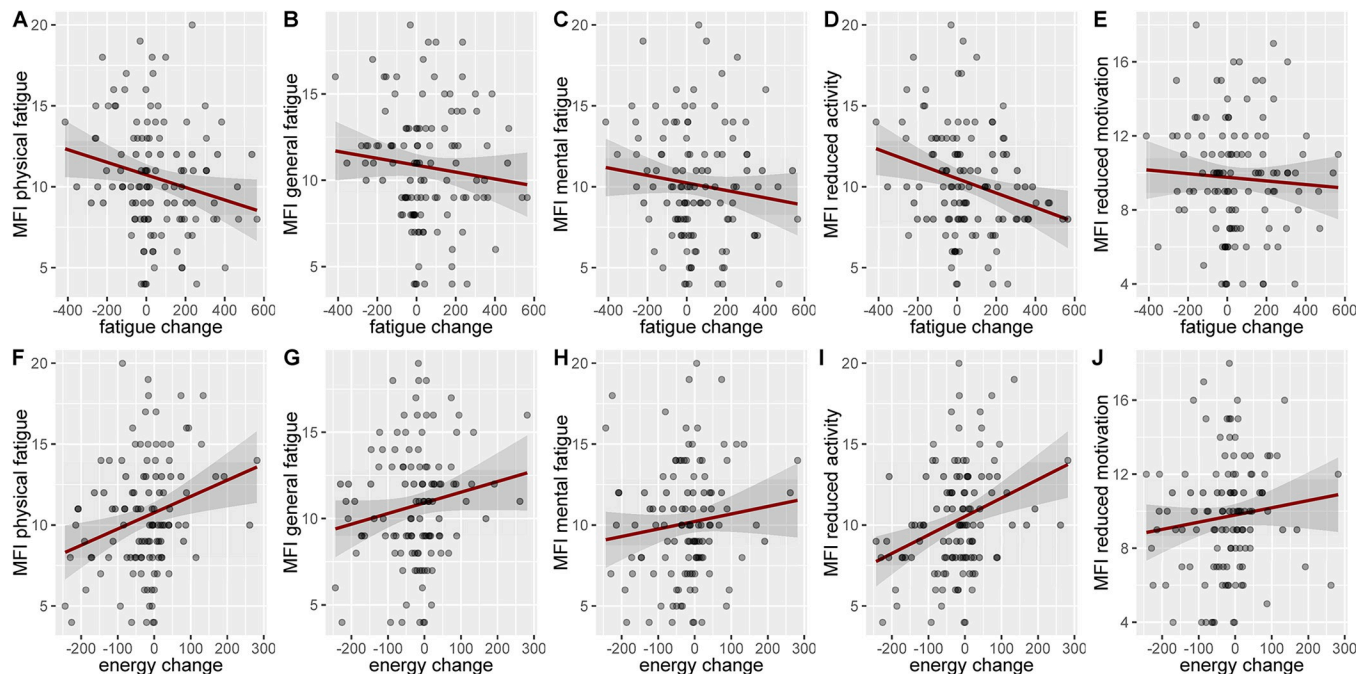 A B C D E
MFI physical fatigue
20
15
10
5
-400 -200 0 200 400 600
fatigue change
MFI general fatigue
20
15
10
5
-400 -200 0 200 400 600
fatigue change
MFI mental fatigue
20
15
10
5
-400 -200 0 200 400 600
fatigue change
MFI reduced activity
20
15
10
5
-400 -200 0 200 400 600
fatigue change
MFI reduced motivation
16
12
8
4
-400 -200 0 200 400 600
fatigue change
F G H I J
MFI physical fatigue
20
15
10
5
-200 -100 0 100 200 300
energy change
MFI general fatigue
20
15
10
5
-200 -100 0 100 200 300
energy change
MFI mental fatigue
20
15
10
5
-200 -100 0 100 200 300
energy change
MFI reduced activity
20
15
10
5
-200 -100 0 100 200 300
energy change
MFI reduced motivation
16
12
8
4
-200 -100 0 100 200 300
energy change